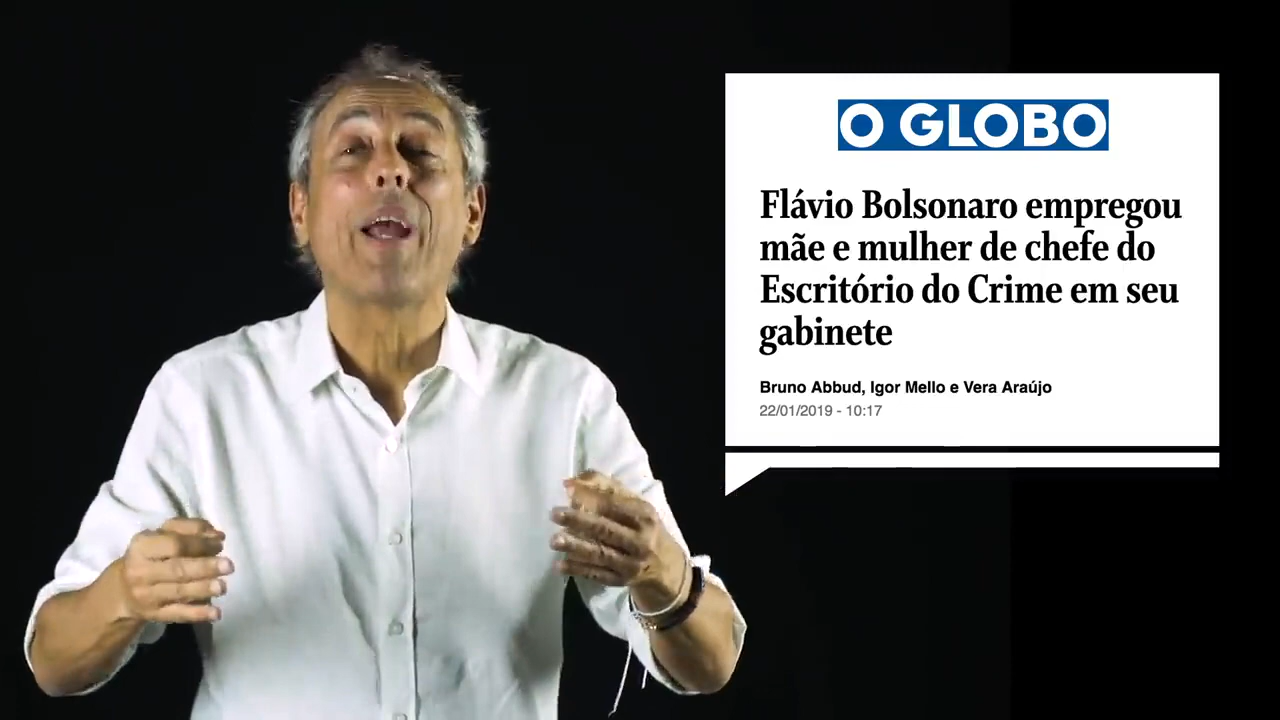 O GLOBO
Flávio Bolsonaro empregou
mãe e mulher de chefe do
Escritório do Crime em seu
gabinete
Bruno Abbud, Igor Mello e Vera Araújo
22/01/2019 - 10:17